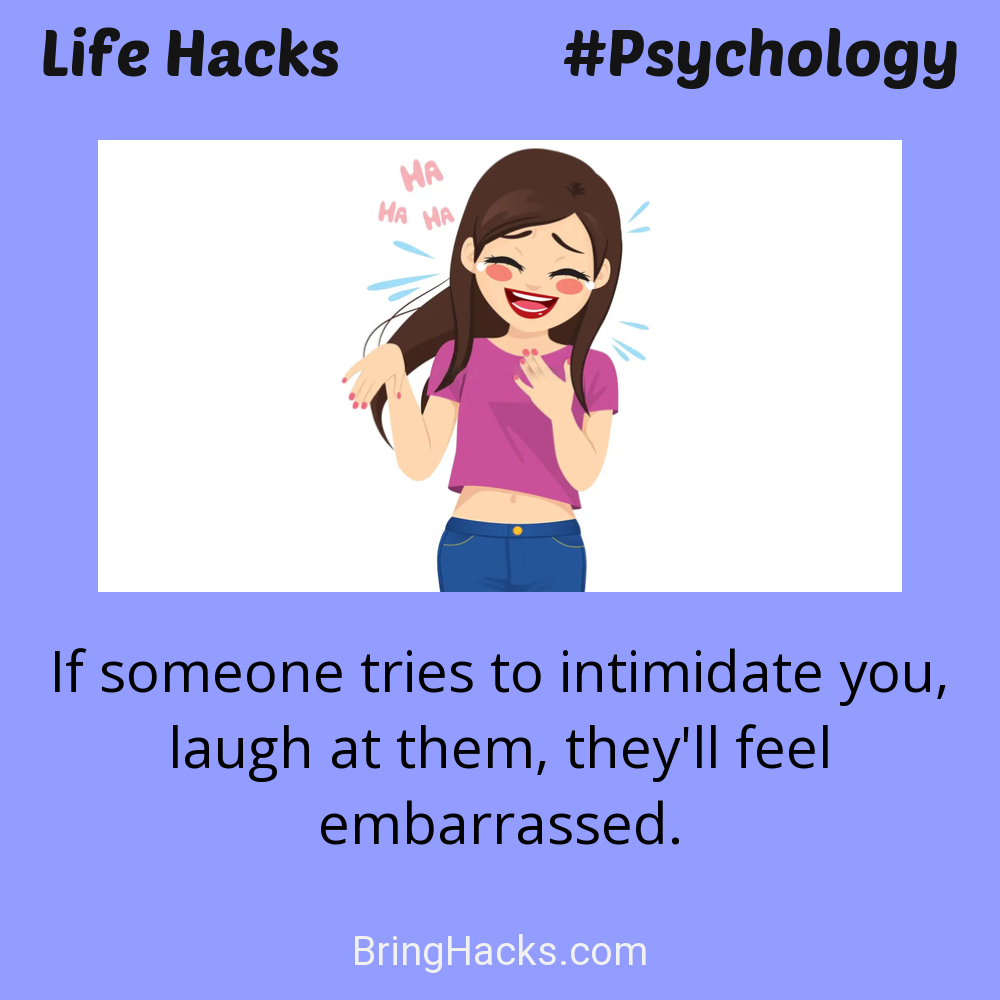 Life Hacks #Psychology
HA
HA HA
If someone tries to intimidate you,
laugh at them, they'll feel
embarrassed.
BringHacks.com